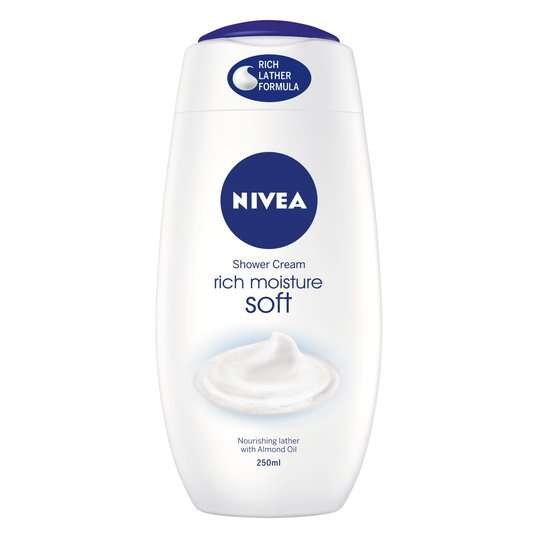 RICH
LATHER
FORMULA
NIVEA
Shower Cream
rich moisture
soft
Nourishing lather
with Almond Oil
250ml